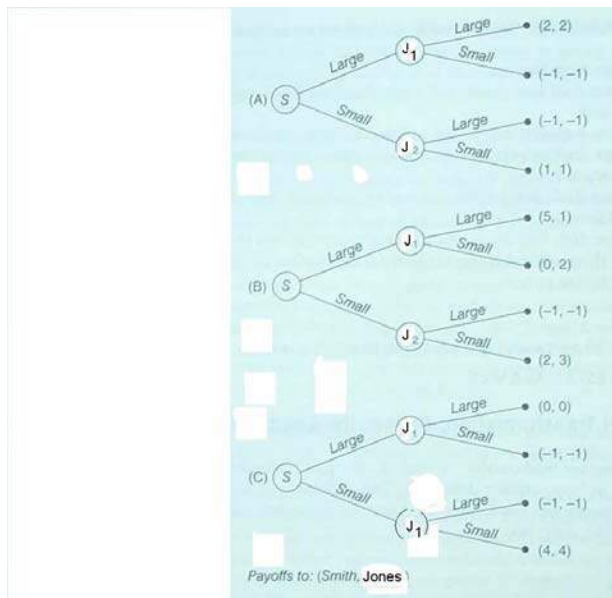 Large (2, 2)
J1
Large Small
(-1, -1)
(A) S
Small Large (-1, -1)
J2
Small
(1, 1)
Large (5, 1)
J1
Large Small
(0, 2)
(B) S
Small Large (-1, -1)
J2
Small
(2, 3)
Large (0, 0)
J1
Large Small
(-1, -1)
(C) S
Small Large (-1, -1)
J1
Small
(4, 4)
Payoffs to: (Smith, Jones )